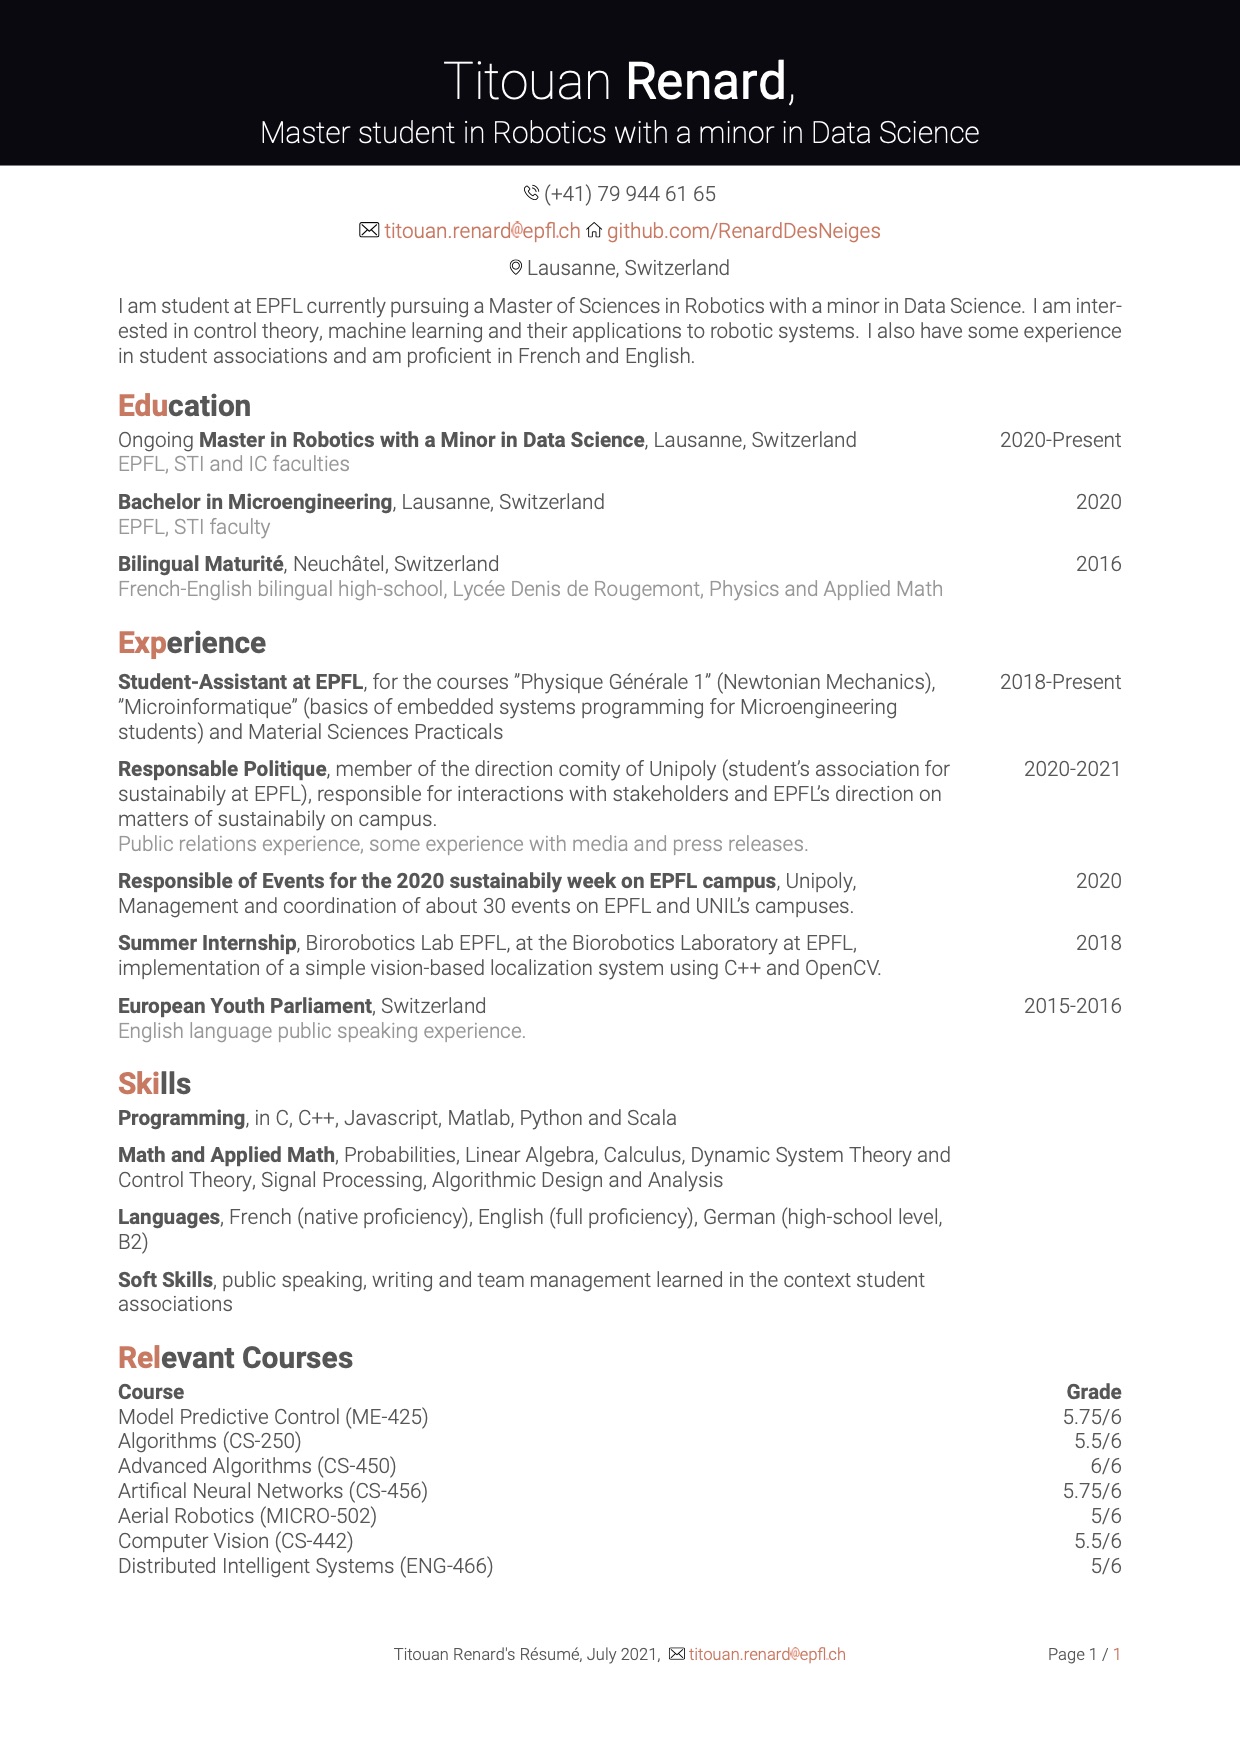 Titouan Renard,
Master student in Robotics with a minor in Data Science
(+41) 79 944 61 65
titouan.renard@epfl.ch github.com/RenardDesNeiges
Lausanne, Switzerland
I am student at EPFL currently pursuing a Master of Sciences in Robotics with a minor in Data Science. I am inter-
ested in control theory, machine learning and their applications to robotic systems. I also have some experience
in student associations and am proficient in French and English.
Education
Ongoing Master in Robotics with a Minor in Data Science, Lausanne, Switzerland 2020-Present
EPFL, STI and IC faculties
Bachelor in Microengineering, Lausanne, Switzerland 2020
EPFL, STI faculty
Bilingual Maturité, Neuchâtel, Switzerland 2016
French-English bilingual high-school, Lycée Denis de Rougemont, Physics and Applied Math
Experience
Student-Assistant at EPFL, for the courses ”Physique Générale 1” (Newtonian Mechanics), 2018-Present
”Microinformatique” (basics of embedded systems programming for Microengineering
students) and Material Sciences Practicals
Responsable Politique, member of the direction comity of Unipoly (student’s association for 2020-2021
sustainabily at EPFL), responsible for interactions with stakeholders and EPFL’s direction on
matters of sustainabily on campus.
Public relations experience, some experience with media and press releases.
Responsible of Events for the 2020 sustainabily week on EPFL campus, Unipoly, 2020
Management and coordination of about 30 events on EPFL and UNIL’s campuses.
Summer Internship, Birorobotics Lab EPFL, at the Biorobotics Laboratory at EPFL, 2018
implementation of a simple vision-based localization system using C++ and OpenCV.
European Youth Parliament, Switzerland 2015-2016
English language public speaking experience.
Skills
Programming, in C, C++, Javascript, Matlab, Python and Scala
Math and Applied Math, Probabilities, Linear Algebra, Calculus, Dynamic System Theory and
Control Theory, Signal Processing, Algorithmic Design and Analysis
Languages, French (native proficiency), English (full proficiency), German (high-school level,
B2)
Soft Skills, public speaking, writing and team management learned in the context student
associations
Relevant Courses
Course Grade
Model Predictive Control (ME-425) 5.75/6
Algorithms (CS-250) 5.5/6
Advanced Algorithms (CS-450) 6/6
Artifical Neural Networks (CS-456) 5.75/6
Aerial Robotics (MICRO-502) 5/6
Computer Vision (CS-442) 5.5/6
Distributed Intelligent Systems (ENG-466) 5/6
Titouan Renard's Résumé, July 2021, titouan.renard@epfl.ch Page 1 / 1